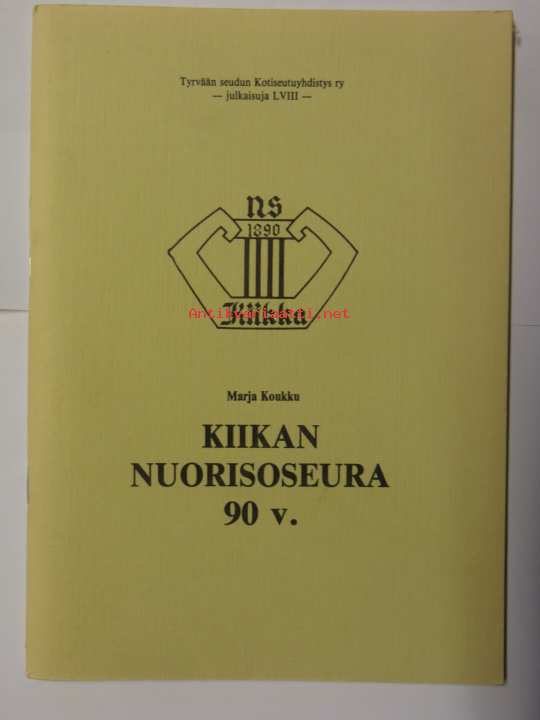 Tyrvään seudun Kotiseutuyhdistys ry
— julkaisuja LVIII —
ns
1890
Kiikka
Antikvariaatti.net
Marja Koukku
KIIKAN
NUORISOSEURA
90 v.